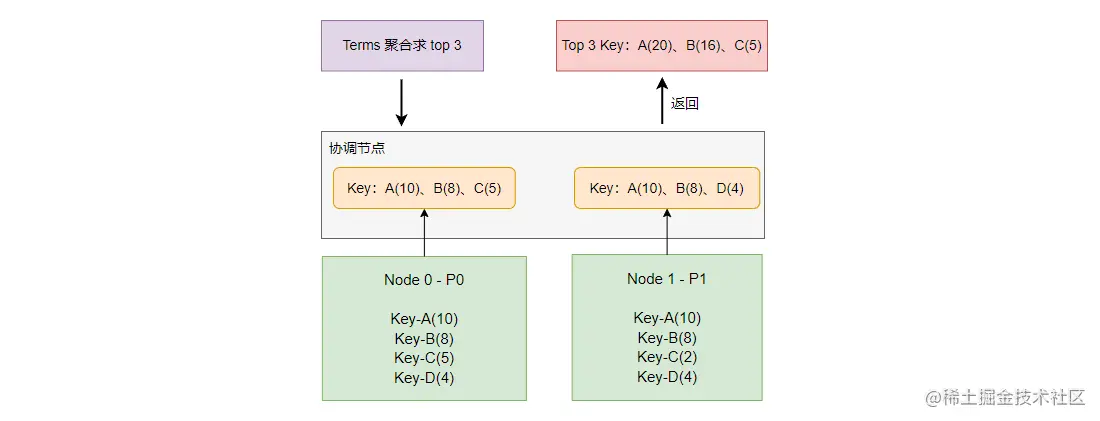 Terms 聚合求 top 3
Top 3 Key：A(20)、B(16)、C(5)
返回
协调节点
Key：A(10)、B(8)、C(5)
Key：A(10)、B(8)、D(4)
Node 0 - P0
Key-A(10)
Key-B(8)
Key-C(5)
Key-D(4)
Node 1 - P1
Key-A(10)
Key-B(8)
Key-C(2)
Key-D(4)
@稀土掘金技术社区